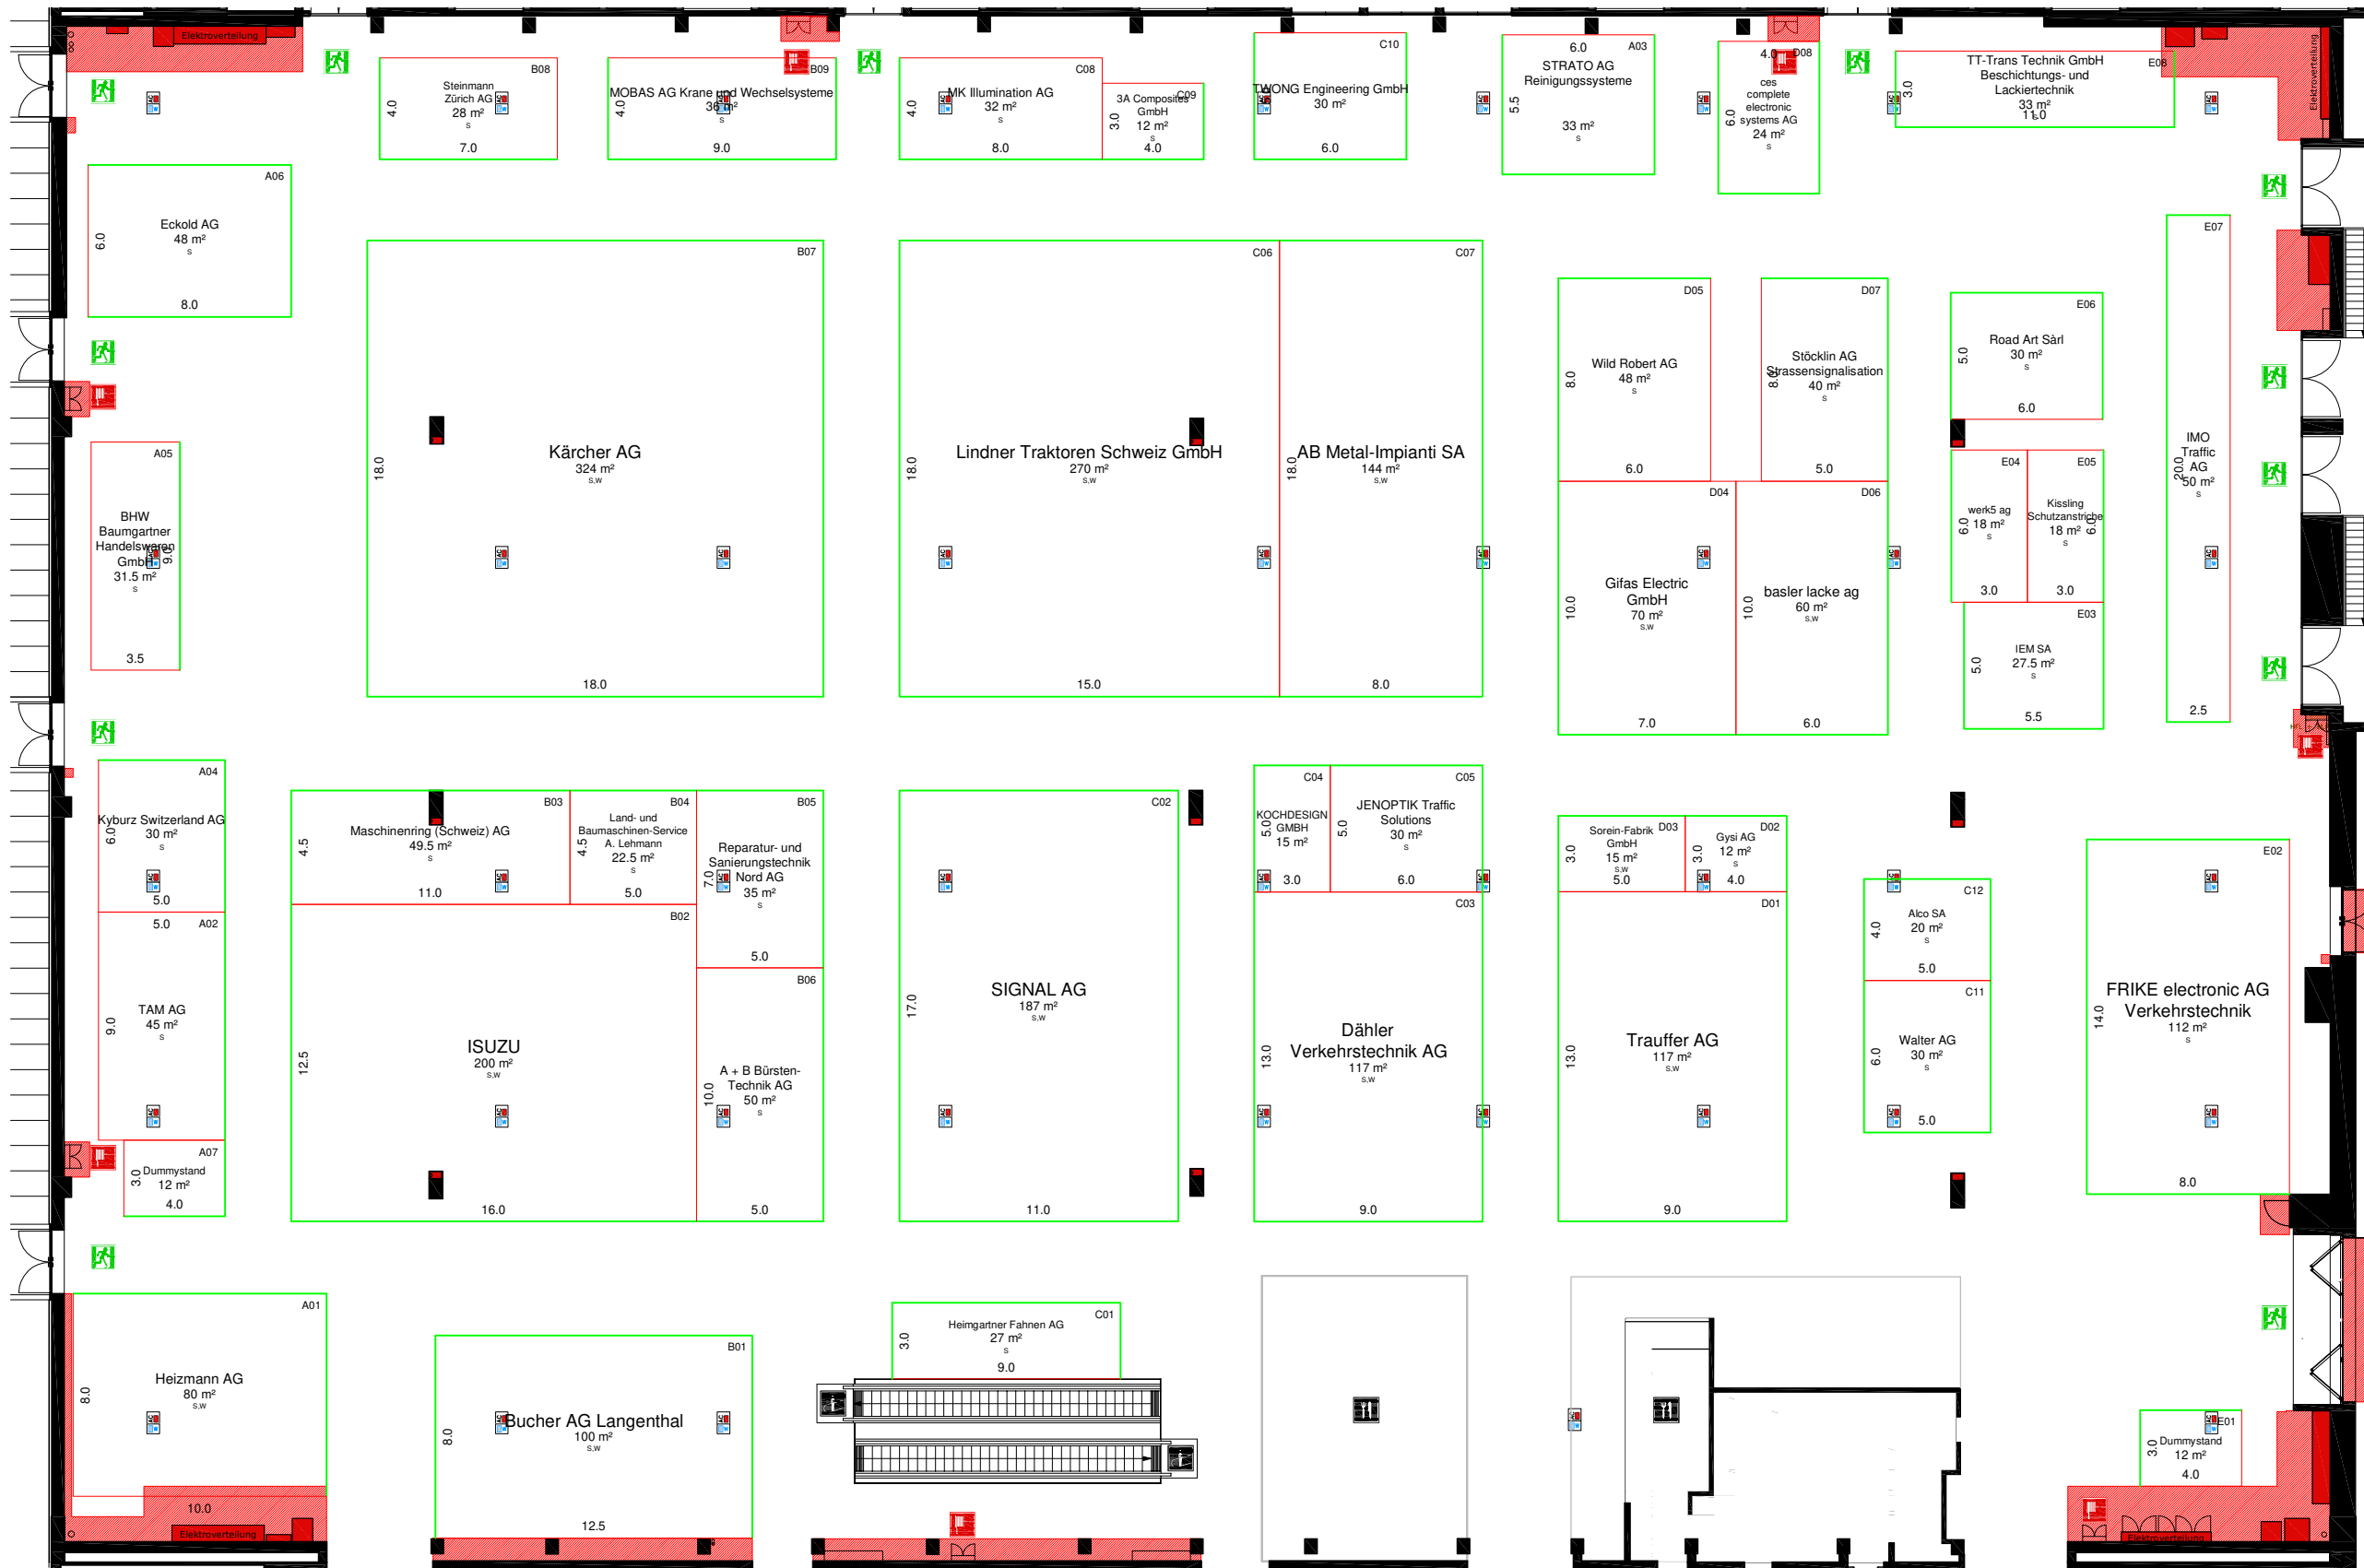 Elektroverteilung
B08
Steinmann
Zürich AG
28 m²
S
4.0
7.0
B09
MOBAS AG Krane und Wechselsysteme
36 m²
S
4.0
9.0
C08
MK Illumination AG
32 m²
S
4.0
8.0
C09
3A Composites
GmbH
12 m²
S
3.0
4.0
C10
TWONG Engineering GmbH
30 m²
6.0
6.0
A03
STRATO AG
Reinigungssysteme
5.5
33 m²
S
4.0
D08
ces
complete
electronic
systems AG
24 m²
S
6.0
TT-Trans Technik GmbH
Beschichtungs- und
Lackiertechnik
33 m²
S
E08
3.0
11.0
Elektroverteilung
A06
Eckold AG
48 m²
S
6.0
8.0
B07
Kärcher AG
324 m²
S,W
18.0
18.0
C06
Lindner Traktoren Schweiz GmbH
270 m²
S,W
18.0
15.0
C07
AB Metal-Impianti SA
144 m²
S,W
18.0
8.0
D05
Wild Robert AG
48 m²
S
8.0
6.0
D07
Stöcklin AG
Strassensignalisation
40 m²
S
8.0
5.0
E06
Road Art Sàrl
30 m²
S
5.0
6.0
E07
IMO
Traffic
AG
50 m²
S
20.0
2.5
A05
BHW
Baumgartner
Handelswaren
GmbH
31.5 m²
S
9.0
3.5
D04
Gifas Electric
GmbH
70 m²
S,W
10.0
7.0
D06
basler lacke ag
60 m²
S,W
10.0
6.0
E04
werk5 ag
18 m²
S
6.0
3.0
E05
Kissling
Schutzanstriche
18 m²
S
6.0
3.0
E03
IEM SA
27.5 m²
S
5.0
5.5
A04
Kyburz Switzerland AG
30 m²
S
6.0
5.0
5.0
A02
TAM AG
45 m²
S
9.0
A07
Dummystand
12 m²
3.0
4.0
B03
Maschinenring (Schweiz) AG
49.5 m²
S
4.5
11.0
B04
Land- und
Baumaschinen-Service
A. Lehmann
22.5 m²
S
4.5
5.0
B05
Reparatur- und
Sanierungstechnik
Nord AG
35 m²
S
7.0
5.0
B02
ISUZU
200 m²
S,W
12.5
16.0
B06
A + B Bürsten-
Technik AG
50 m²
S
10.0
5.0
C02
SIGNAL AG
187 m²
S,W
17.0
11.0
C04
KOCHDESIGN
GMBH
15 m²
5.0
3.0
C05
JENOPTIK Traffic
Solutions
30 m²
S
5.0
6.0
C03
Dähler
Verkehrstechnik AG
117 m²
S,W
13.0
9.0
D03
Sorein-Fabrik
GmbH
15 m²
S,W
3.0
5.0
D02
Gysi AG
12 m²
S
3.0
4.0
D01
Trauffer AG
117 m²
S,W
13.0
9.0
C12
Alco SA
20 m²
S
4.0
5.0
C11
Walter AG
30 m²
S
6.0
5.0
E02
FRIKE electronic AG
Verkehrstechnik
112 m²
S
14.0
8.0
A01
Heizmann AG
80 m²
S,W
8.0
10.0
Elektroverteilung
B01
Bucher AG Langenthal
100 m²
S,W
8.0
12.5
C01
Heimgartner Fahnen AG
27 m²
S
3.0
9.0
E01
Dummystand
12 m²
3.0
4.0
Elektroverteilung